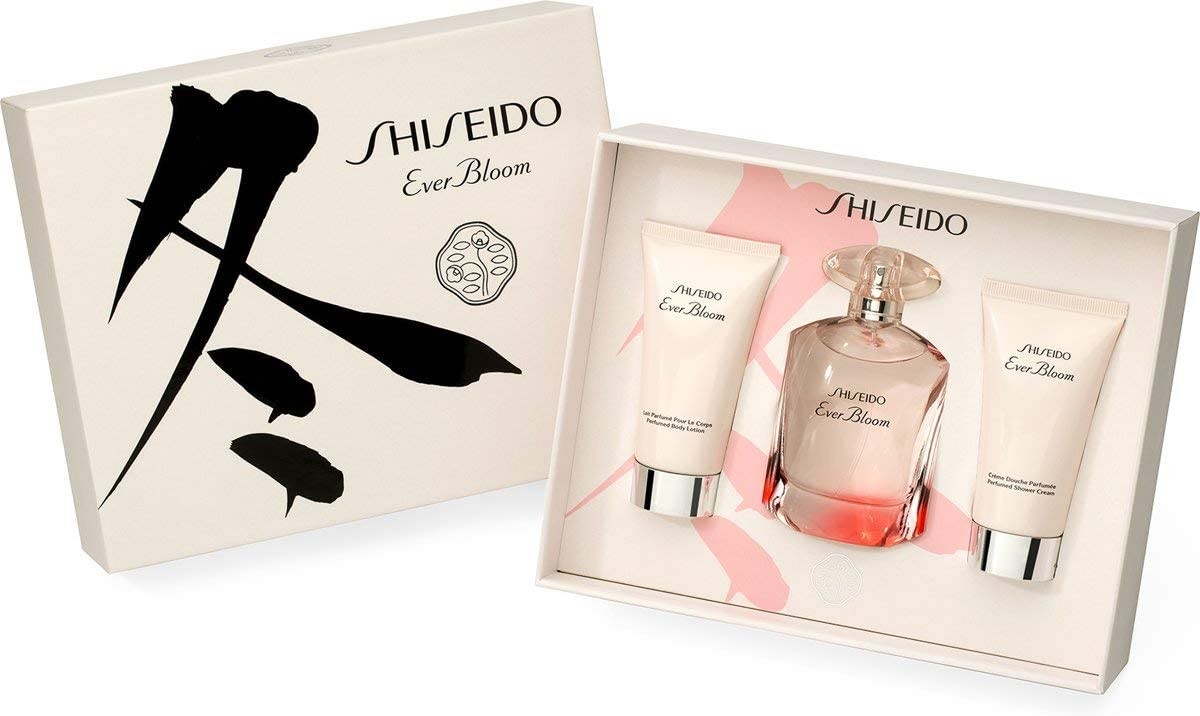 冬
SHISEIDO
Ever Bloom
SHISEIDO
SHISEIDO
Ever Bloom
Lait Parfumé Pour Le Corps
Perfumed Body Lotion
SHISEIDO
Ever Bloom
SHISEIDO
Ever Bloom
Crème Douche Parfumée
Perfumed Shower Cream